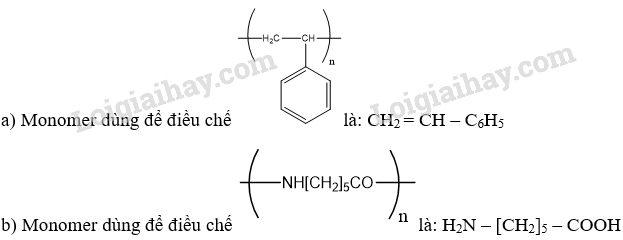 H₂C CH
n
Loigiaihay.com
a) Monomer dùng để điều chế là: CH₂ = CH – C₆H₅
Loigiaihay.com
NH[CH₂]₅CO
n
b) Monomer dùng để điều chế là: H₂N – [CH₂]₅ – COOH